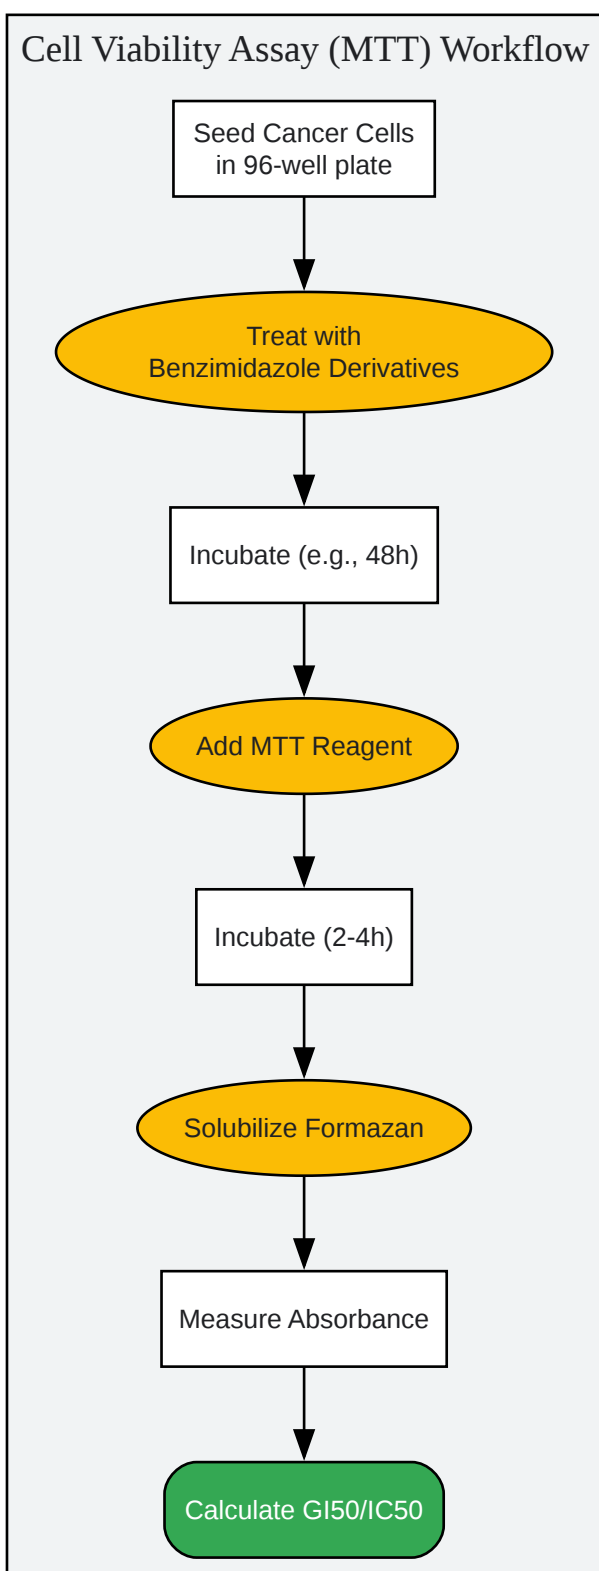 Cell Viability Assay (MTT) Workflow
Seed Cancer Cells
in 96-well plate
Treat with
Benzimidazole Derivatives
Incubate (e.g., 48h)
Add MTT Reagent
Incubate (2-4h)
Solubilize Formazan
Measure Absorbance
Calculate GI50/IC50